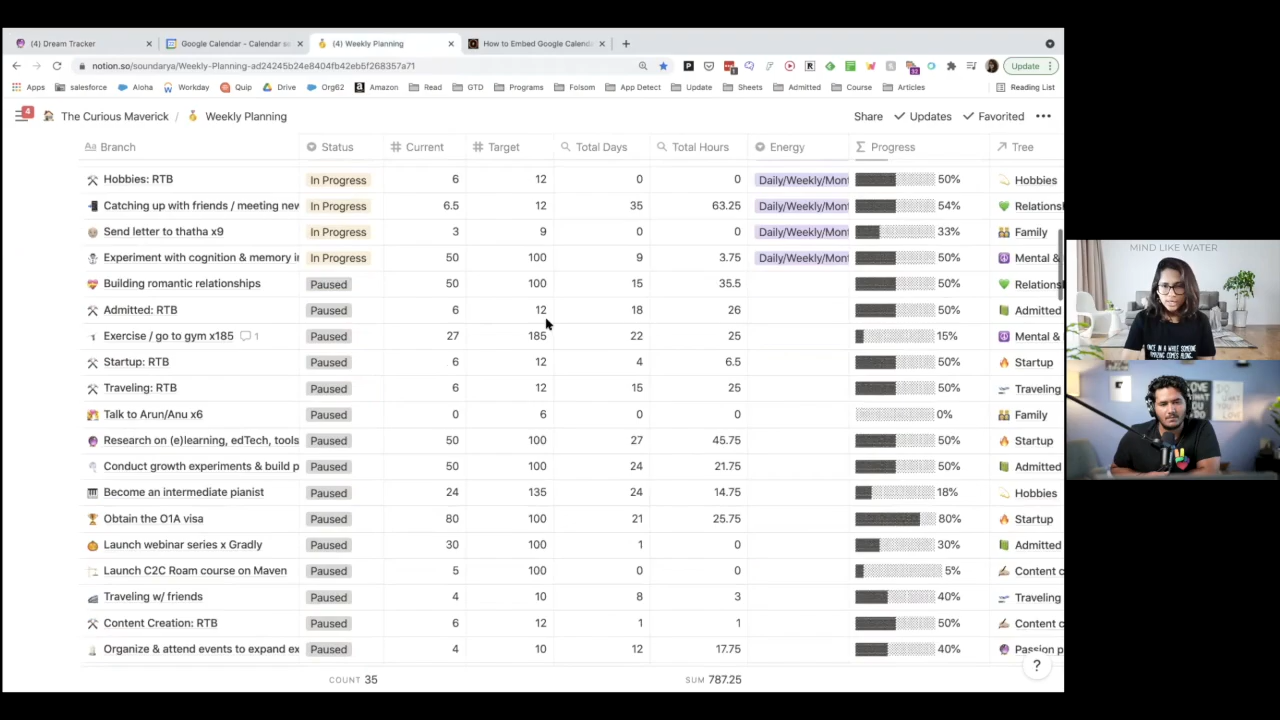 (4) Dream Tracker
Google Calendar - Calendar sc
(4) Weekly Planning
How to Embed Google Calenda
notion.so/soundarya/Weekly-Planning-ad24245b24e8404fb42eb5f268357a71
Update
Apps salesforce Aloha Workday Quip Drive Org62 Amazon Read GTD Programs Folsom App Detect Update Sheets Admitted Course Articles Reading List
4 The Curious Maverick / Weekly Planning Share Updates Favorited
Aa Branch Status # Current # Target Total Days Total Hours Energy Σ Progress Tree
Hobbies: RTB In Progress 6 12 0 0 Daily/Weekly/Mont 50% Hobbies
Catching up with friends / meeting new In Progress 6.5 12 35 63.25 Daily/Weekly/Mont 54% Relations
Send letter to thatha x9 In Progress 3 9 0 0 Daily/Weekly/Mont 33% Family
Experiment with cognition & memory in In Progress 50 100 9 3.75 Daily/Weekly/Mont 50% Mental &
Building romantic relationships Paused 50 100 15 35.5 50% Relations
Admitted: RTB Paused 6 12 18 26 50% Admitted
Exercise / go to gym x185 1 Paused 27 185 22 25 15% Mental &
Startup: RTB Paused 6 12 4 6.5 50% Startup
Traveling: RTB Paused 6 12 15 25 50% Traveling
Talk to Arun/Anu x6 Paused 0 6 0 0 0% Family
Research on (e)learning, edTech, tools Paused 50 100 27 45.75 50% Startup
Conduct growth experiments & build p Paused 50 100 24 21.75 50% Admitted
Become an intermediate pianist Paused 24 135 24 14.75 18% Hobbies
Obtain the O1A visa Paused 80 100 21 25.75 80% Startup
Launch webinar series x Gradly Paused 30 100 1 0 30% Admitted
Launch C2C Roam course on Maven Paused 5 100 0 0 5% Content c
Traveling w/ friends Paused 4 10 8 3 40% Traveling
Content Creation: RTB Paused 6 12 1 1 50% Content c
Organize & attend events to expand ex Paused 4 10 12 17.75 40% Passion p
COUNT 35 SUM 787.25
?
MIND LIKE WATER
ONCE IN A WHILE SOMEONE
AMAZING COMES ALONG.